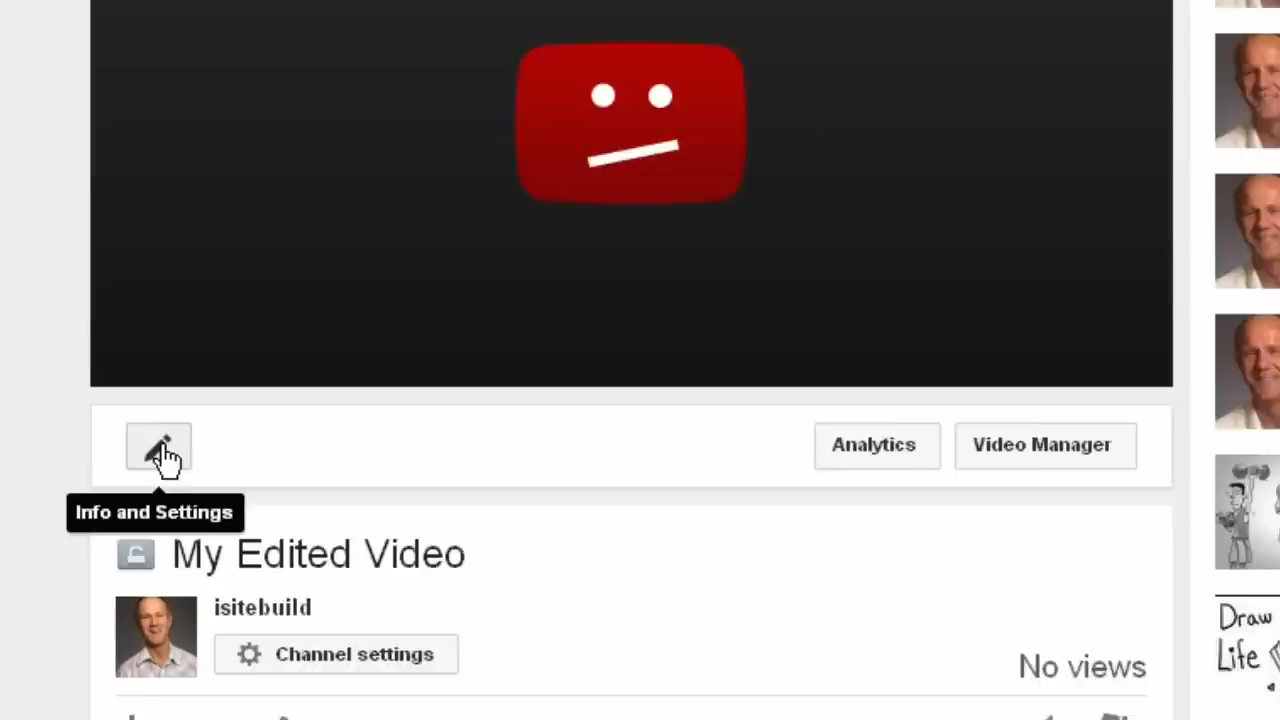 Analytics
Video Manager
Info and Settings
My Edited Video
isitebuild
Channel settings
No views
Draw
Life